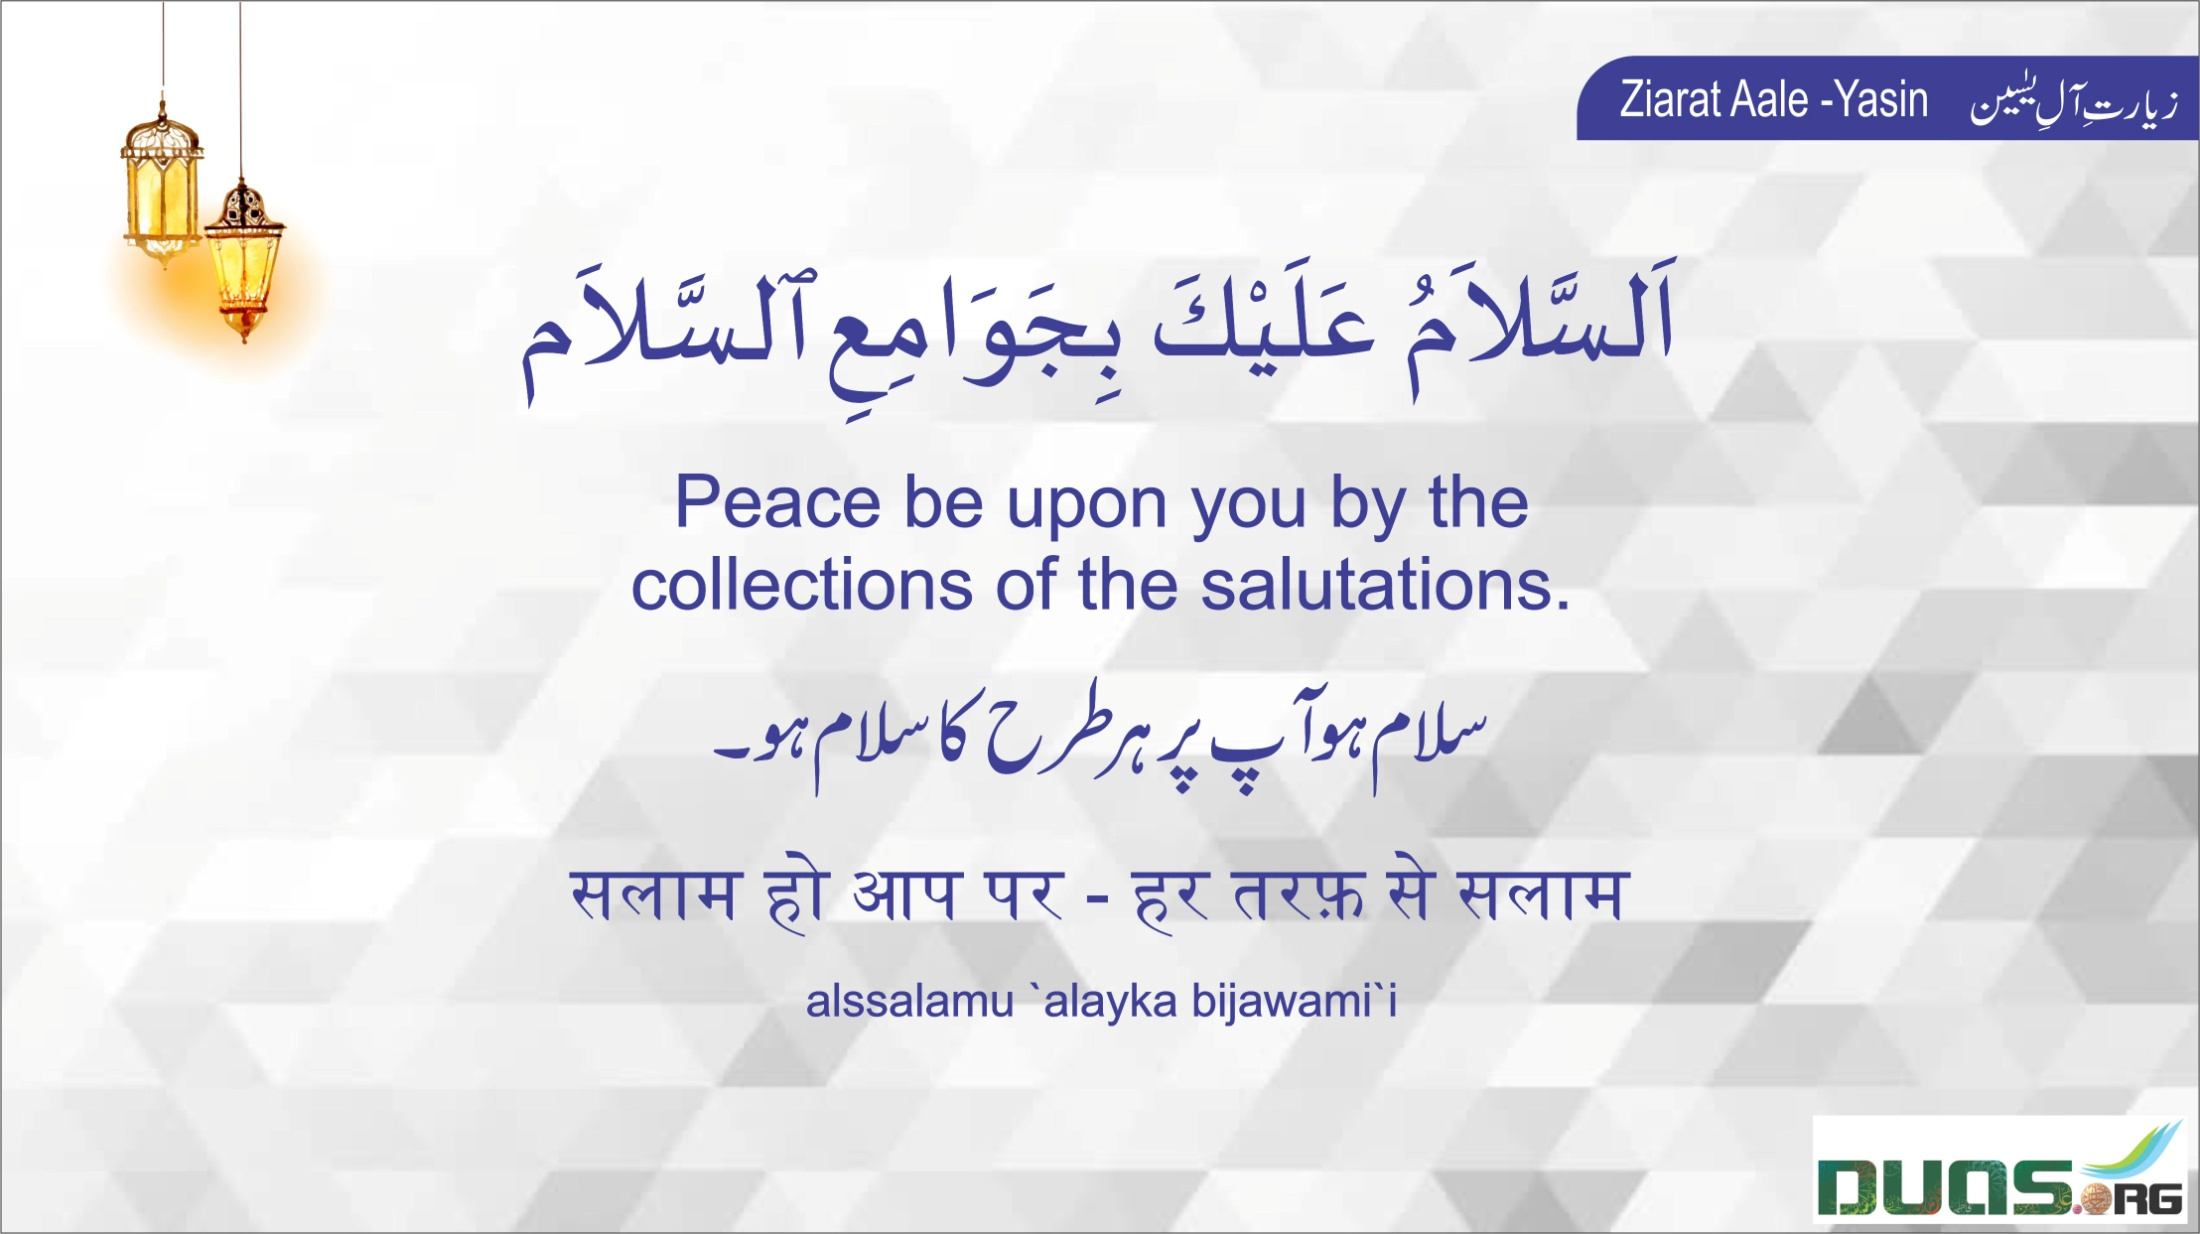 Ziarat Aale -Yasin زیارتِ آلِ یٰسین
اَلسَّلاَمُ عَلَيْكَ بِجَوَامِعِ ٱلسَّلاَم
Peace be upon you by the
collections of the salutations.
سلام ہو آپ پر ہر طرح کا سلام ہو۔
सलाम हो आप पर - हर तरफ़ से सलाम
alssalamu `alayka bijawami`i
DUAS.ORG